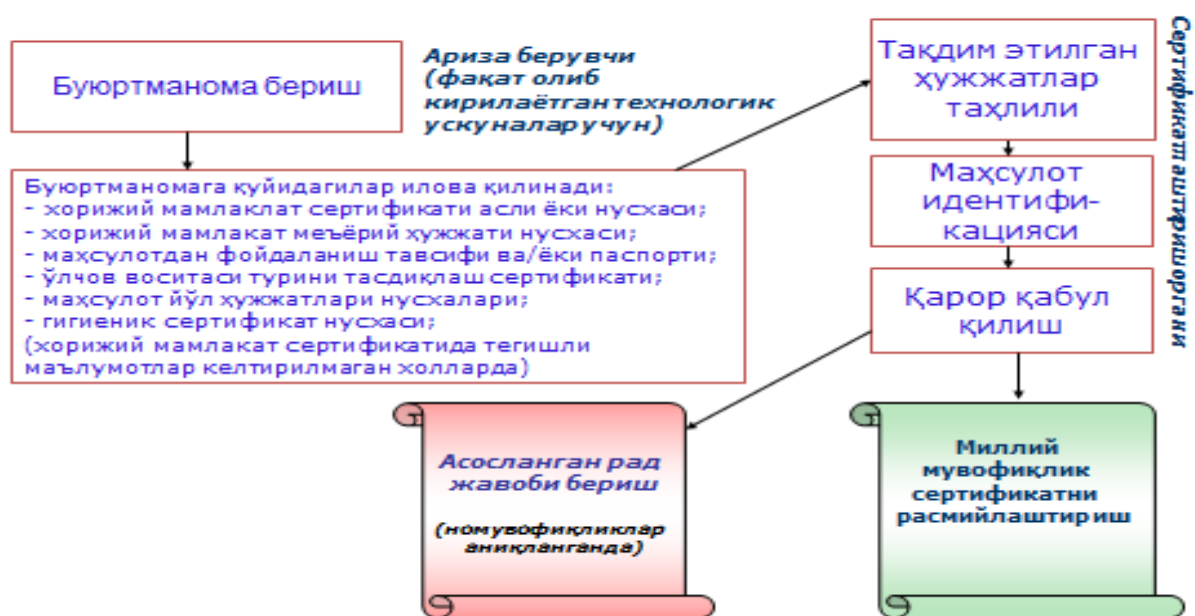 Буюртманома бериш
Ариза берувчи
(фақат олиб
кирилаётган технологик
ускуналар учун)
Буюртманомага қуйидагилар илова қилинади:
- хорижий мамлаклат сертификати асли ёки нусхаси;
- хорижий мамлакат меъёрий ҳужжати нусхаси;
- маҳсулотдан фойдаланиш тавсифи ва/ёки паспорти;
- ўлчов воситаси турини тасдиқлаш сертификати;
- маҳсулот йўл ҳужжатлари нусхалари;
- гигиеник сертификат нусхаси;
(хорижий мамлакат сертификатида тегишли
маълумотлар келтирилмаган холларда)
Тақдим этилган
ҳужжатлар
таҳлили
Маҳсулот
идентифи-
кацияси
Қарор қабул
қилиш
Сертификатлаштириш органи
Асосланган рад
жавоби бериш
(номувофиқликлар
аниқланганда)
Миллий
мувофиқлик
сертификатни
расмийлаштириш